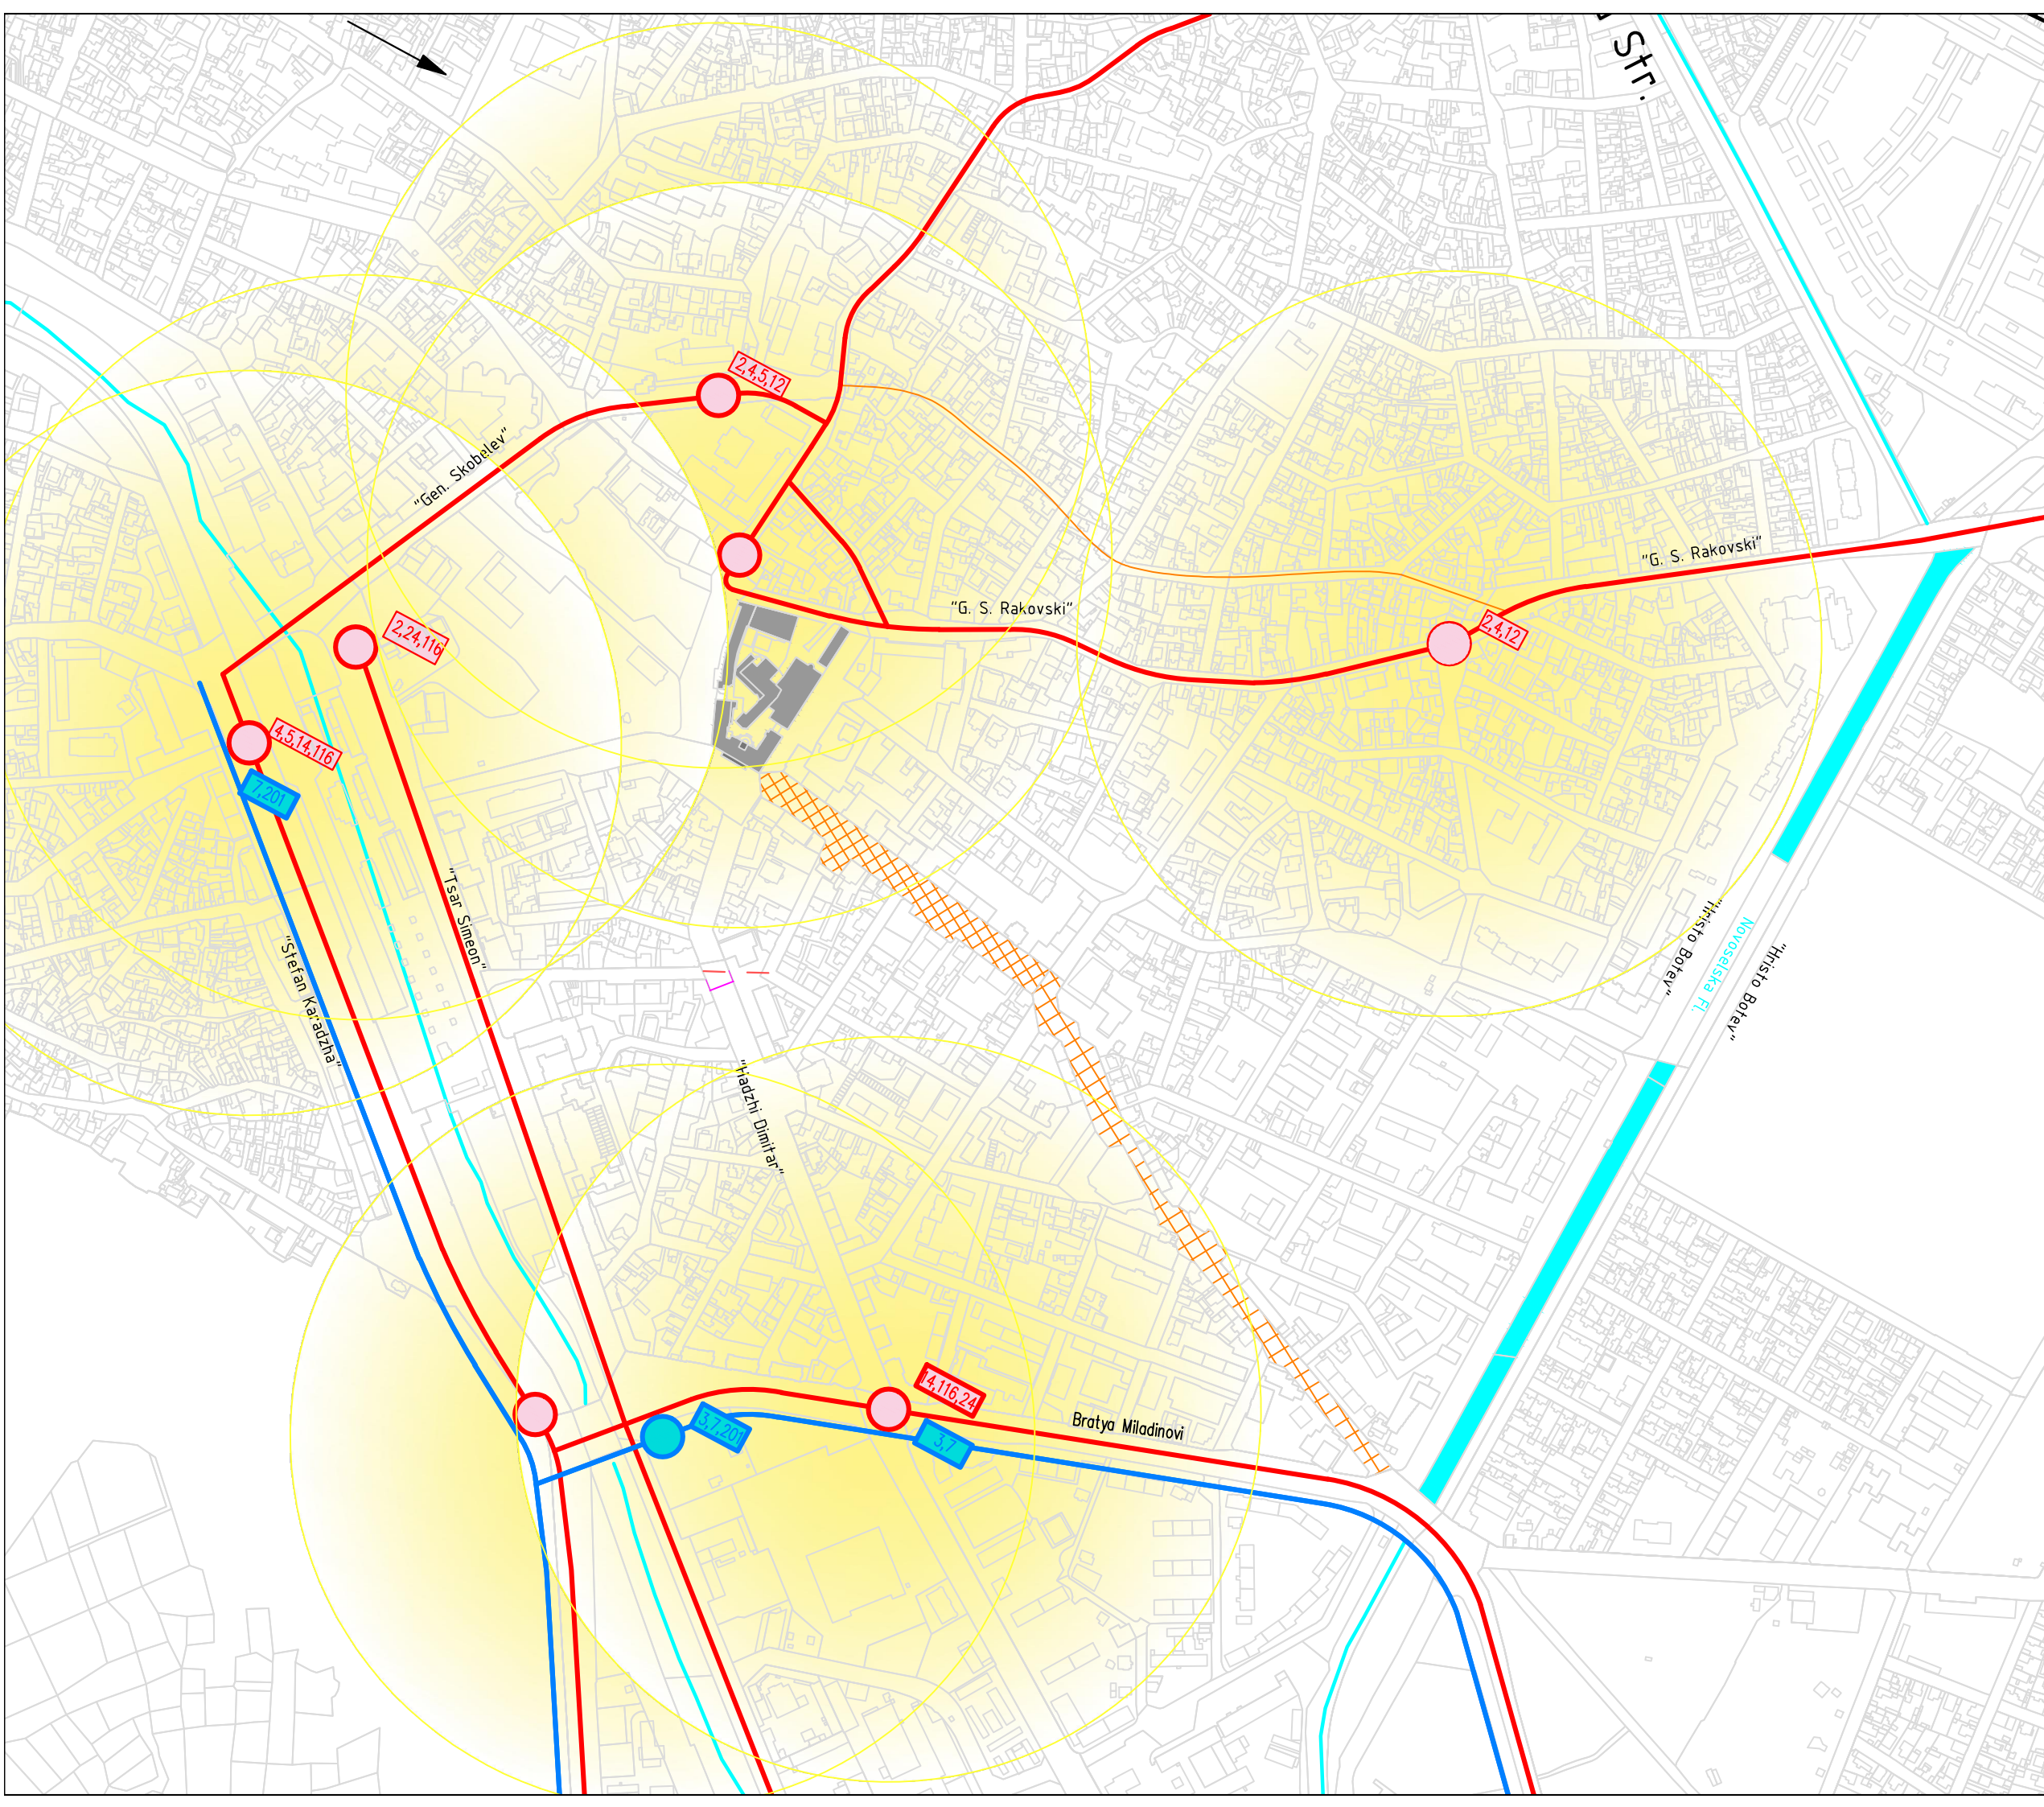 Str.
2,4,5,12
"Gen. Skobelev"
"G. S. Rakovski"
"G. S. Rakovski"
2,24,116
2,4,12
4,5,14,116
7,201
"Tsar Simeon"
"Stefan Karadzha"
"Hristo Botev"
Novoselska Fl.
"Hristo Botev"
"Hadzhi Dimitar"
14,116,24
3,7,201
3,7
Bratya Miladinovi